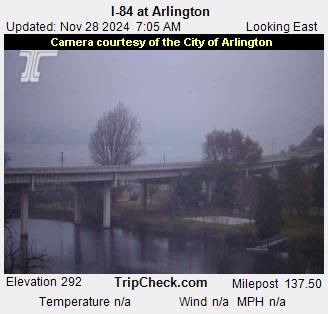 I-84 at Arlington
Updated: Nov 28 2024 7:05 AM Looking East
Camera courtesy of the City of Arlington
Elevation 292 TripCheck.com Milepost 137.50
Temperature n/a Wind n/a MPH n/a